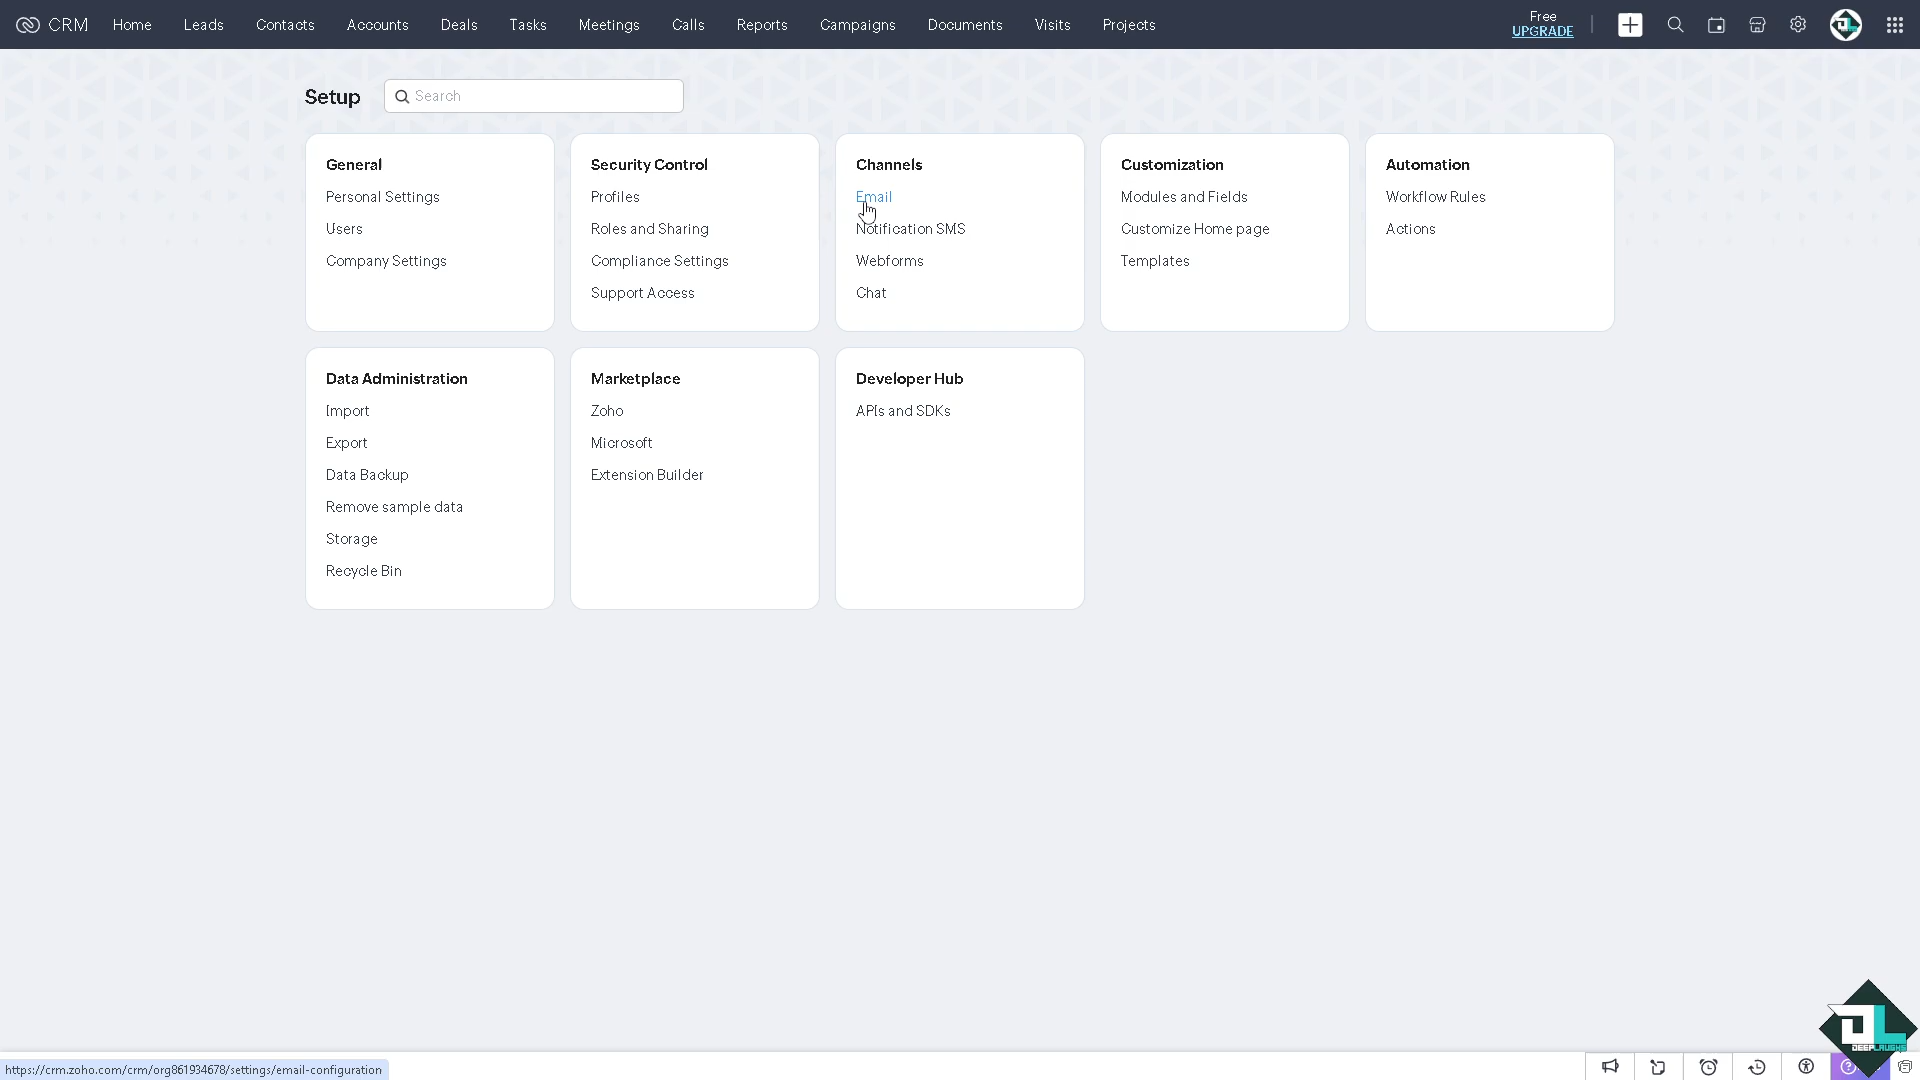 CRM Home Leads Contacts Accounts Deals Tasks Meetings Calls Reports Campaigns Documents Visits Projects Free
UPGRADE
Setup Search
General
Personal Settings
Users
Company Settings
Security Control
Profiles
Roles and Sharing
Compliance Settings
Support Access
Channels
Email
Notification SMS
Webforms
Chat
Customization
Modules and Fields
Customize Home page
Templates
Automation
Workflow Rules
Actions
Data Administration
Import
Export
Data Backup
Remove sample data
Storage
Recycle Bin
Marketplace
Zoho
Microsoft
Extension Builder
Developer Hub
APIs and SDKs
DEEPLAUGHS
https://crm.zoho.com/crm/org861934678/settings/email-configuration